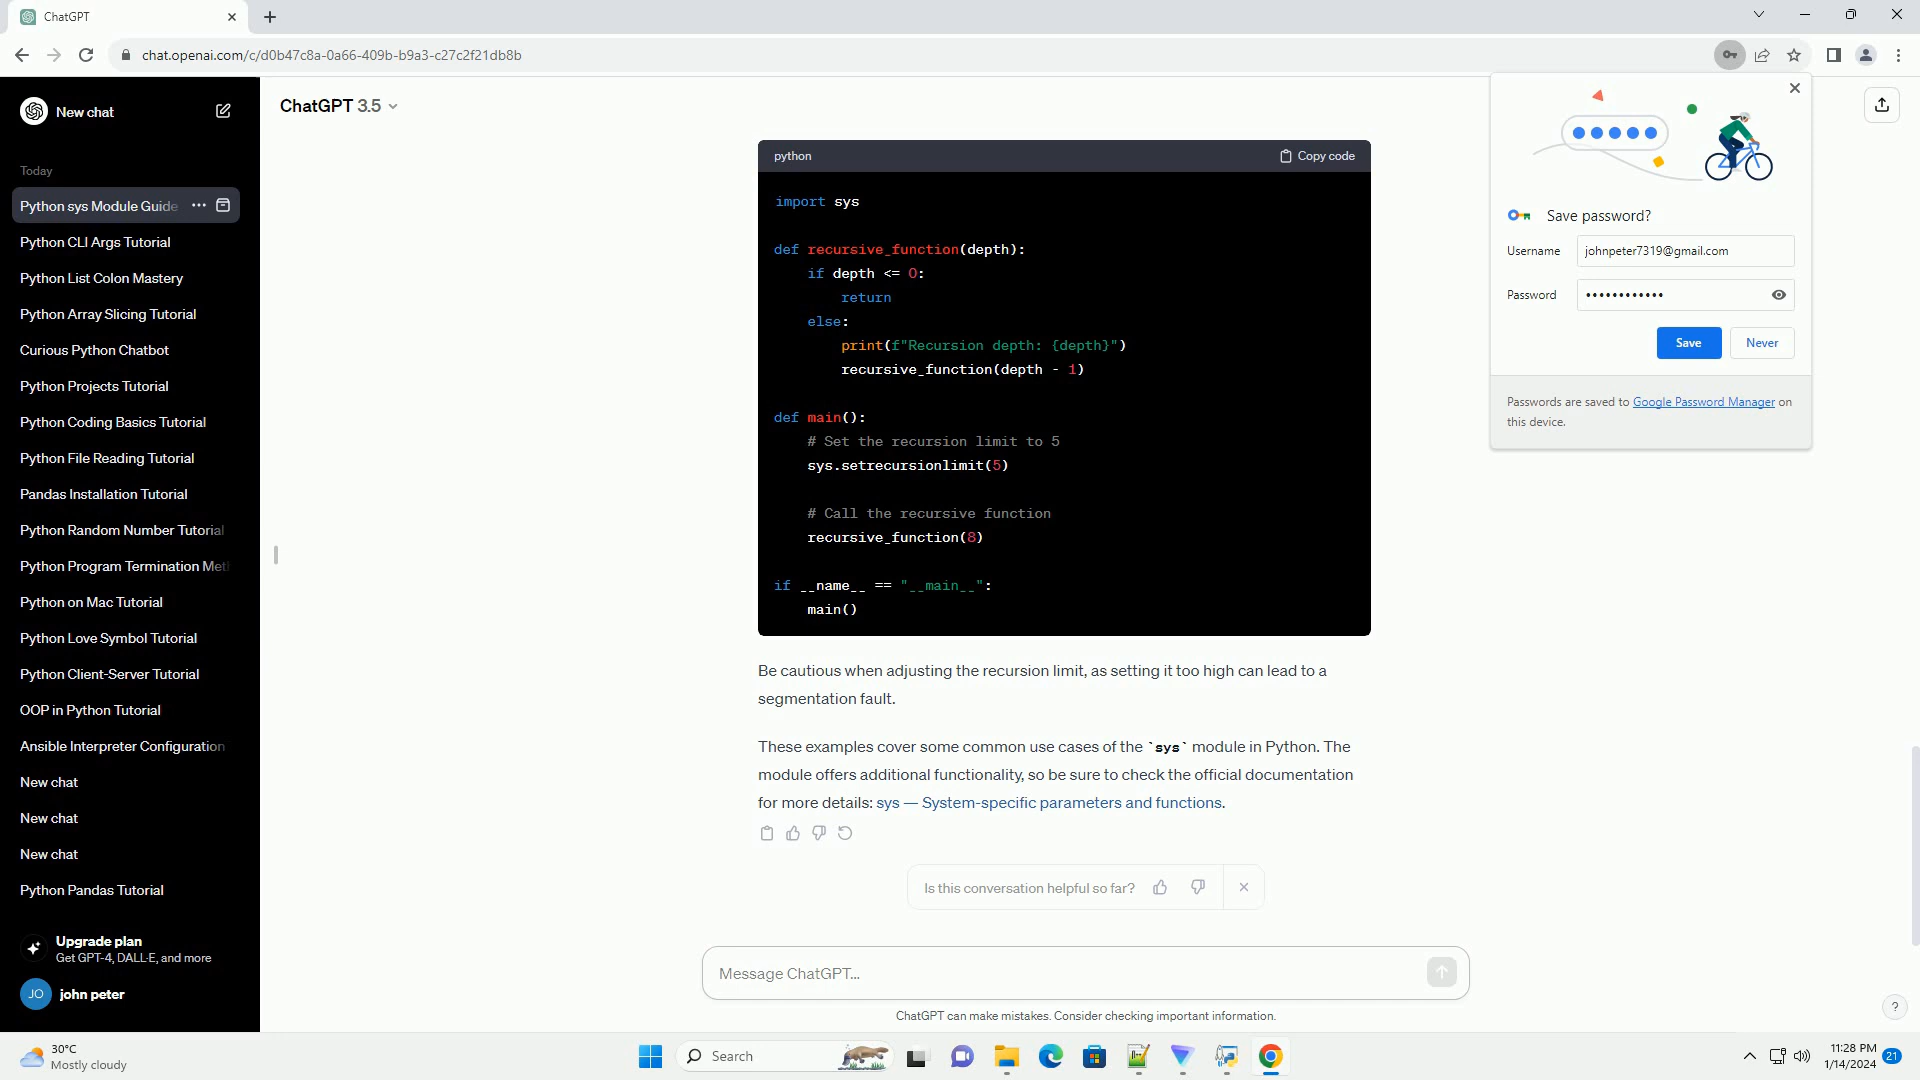 ChatGPT
chat.openai.com/c/d0b47c8a-0a66-409b-b9a3-c27c2f21db8b
New chat
ChatGPT 3.5
Today
Python sys Module Guide
Python CLI Args Tutorial
Python List Colon Mastery
Python Array Slicing Tutorial
Curious Python Chatbot
Python Projects Tutorial
Python Coding Basics Tutorial
Python File Reading Tutorial
Pandas Installation Tutorial
Python Random Number Tutorial
Python Program Termination Met
Python on Mac Tutorial
Python Love Symbol Tutorial
Python Client-Server Tutorial
OOP in Python Tutorial
Ansible Interpreter Configuration
New chat
New chat
New chat
Python Pandas Tutorial
Upgrade plan
Get GPT-4, DALL·E, and more
JO john peter
python Copy code
import sys
def recursive_function(depth):
if depth <= 0:
return
else:
print(f"Recursion depth: {depth}")
recursive_function(depth - 1)
def main():
# Set the recursion limit to 5
sys.setrecursionlimit(5)
# Call the recursive function
recursive_function(8)
if __name__ == "__main__":
main()
Be cautious when adjusting the recursion limit, as setting it too high can lead to a
segmentation fault.
These examples cover some common use cases of the `sys` module in Python. The
module offers additional functionality, so be sure to check the official documentation
for more details: sys — System-specific parameters and functions.
Is this conversation helpful so far?
Message ChatGPT...
ChatGPT can make mistakes. Consider checking important information.
?
Save password?
Username johnpeter7319@gmail.com
Password ••••••••••••
Save Never
Passwords are saved to Google Password Manager on
this device.
30°C
Mostly cloudy
Search
11:28 PM
1/14/2024
21